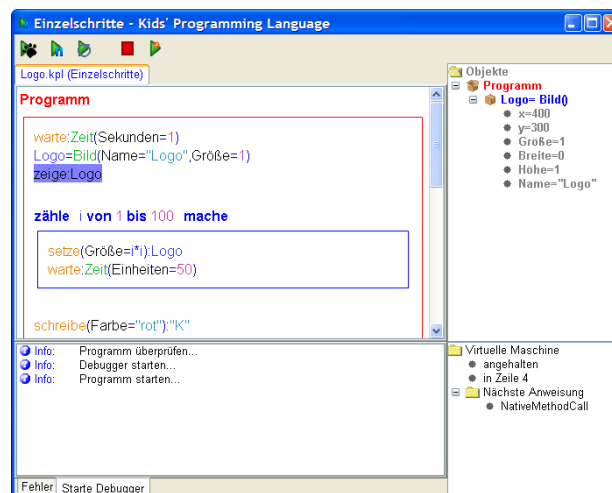 Einzelschritte - Kids' Programming Language
Logo.kpl (Einzelschritte)
Programm
warte:Zeit(Sekunden=1)
Logo=Bild(Name="Logo",Größe=1)
zeige:Logo
zähle i von 1 bis 100 mache
setze(Größe=i*i):Logo
warte:Zeit(Einheiten=50)
schreibe(Farbe="rot"):"K"
Objekte
Programm
Logo= Bild()
x=400
y=300
Größe=1
Breite=0
Höhe=1
Name="Logo"
Info: Programm überprüfen...
Info: Debugger starten...
Info: Programm starten...
Fehler Starte Debugger
Virtuelle Maschine
angehalten
in Zeile 4
Nächste Anweisung
NativeMethodCall